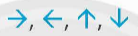 →, ←, ↑, ↓